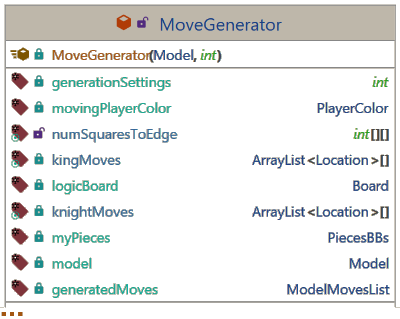 MoveGenerator
MoveGenerator(Model, int)
generationSettings int
movingPlayerColor PlayerColor
numSquaresToEdge int[][]
kingMoves ArrayList<Location>[]
logicBoard Board
knightMoves ArrayList<Location>[]
myPieces PiecesBBs
model Model
generatedMoves ModelMovesList